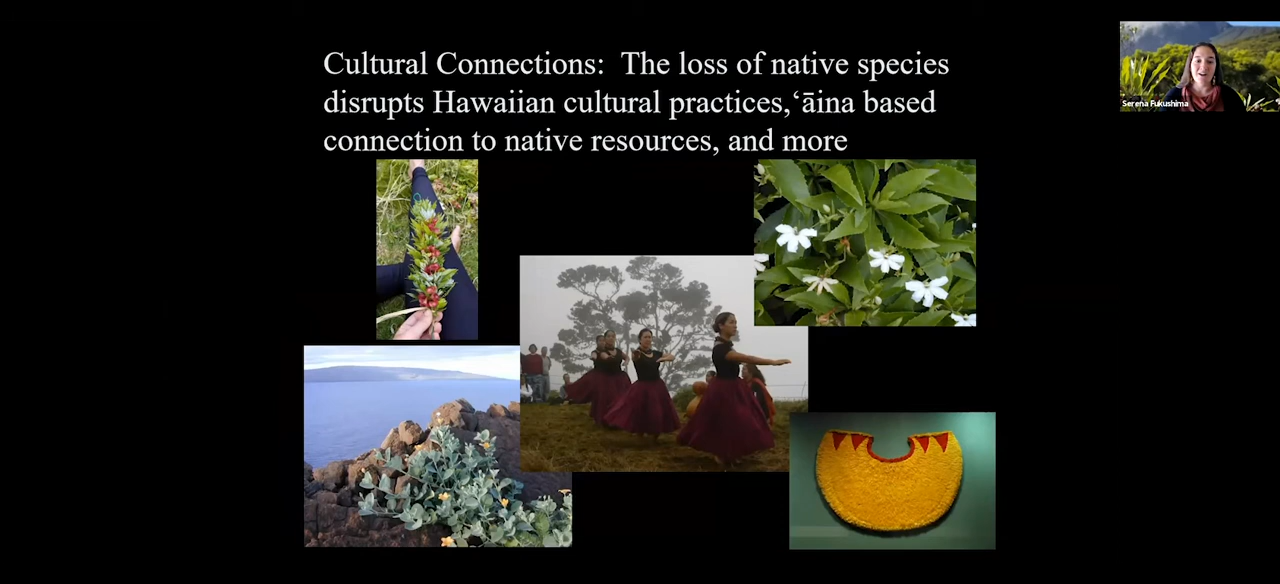 Cultural Connections:  The loss of native species
disrupts Hawaiian cultural practices,ʻāina based
connection to native resources, and more
Serena Fukushima